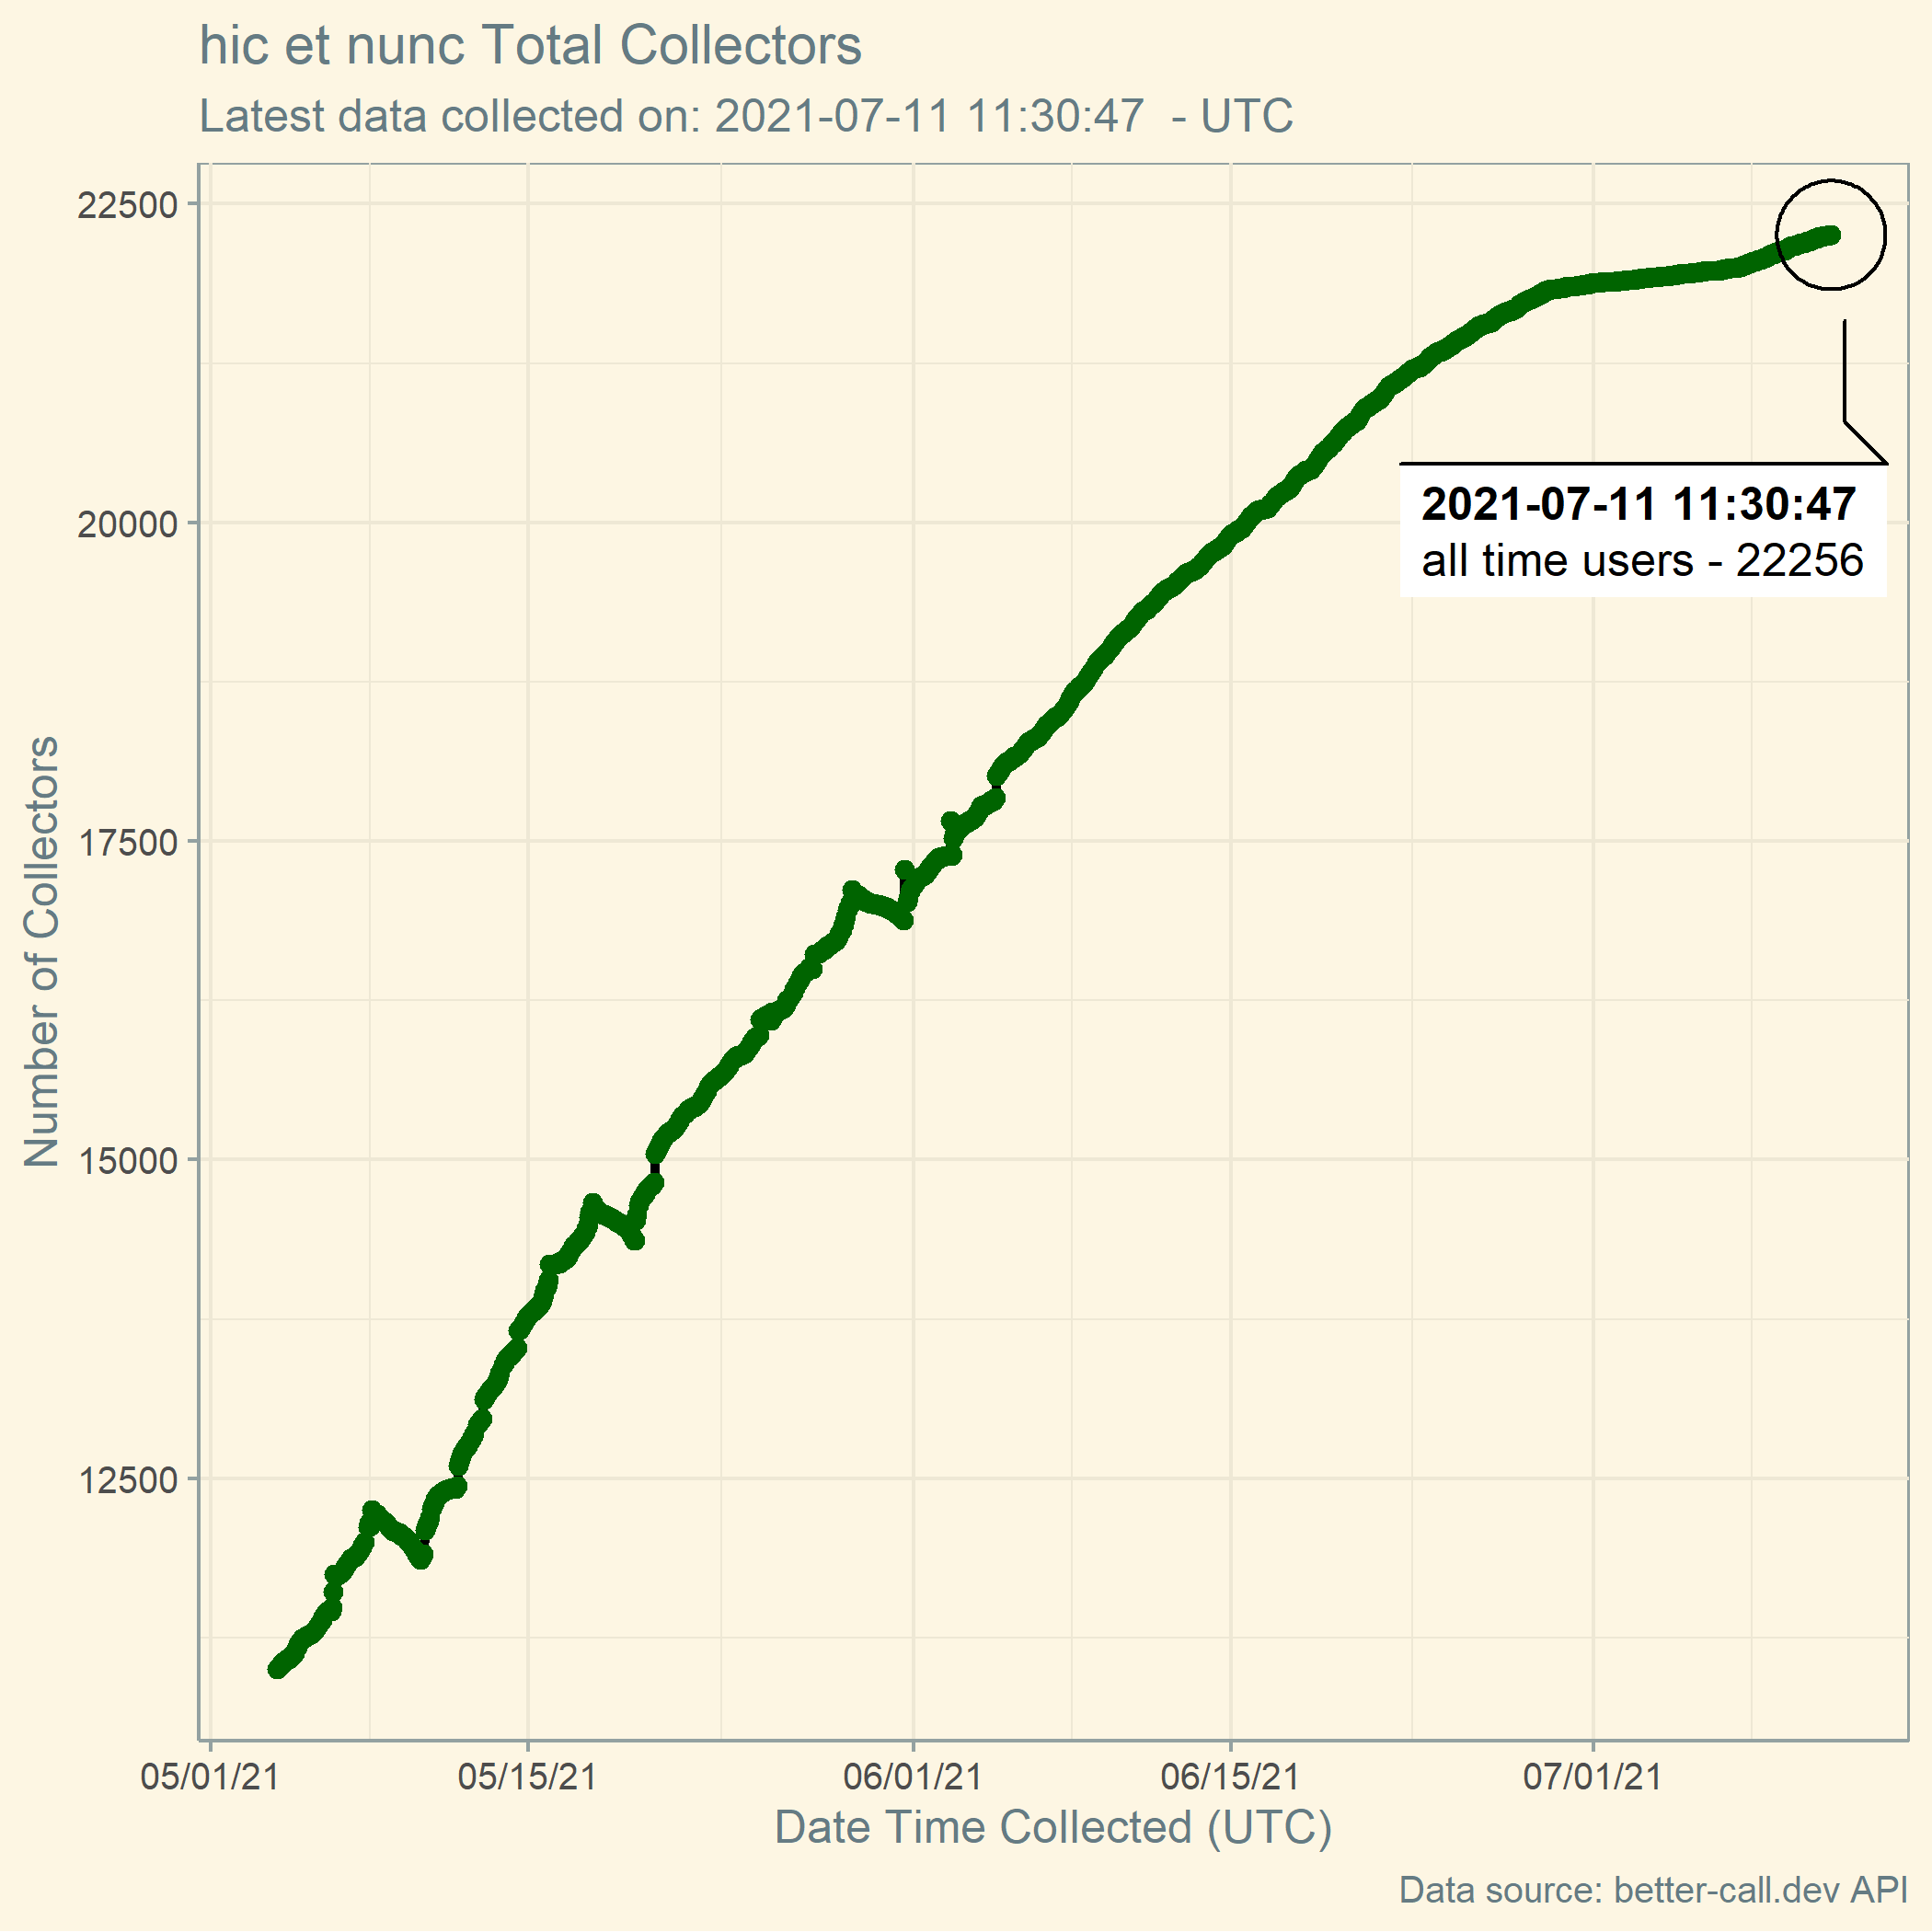 hic et nunc Total Collectors
Latest data collected on: 2021-07-11 11:30:47  - UTC
22500
20000
17500
15000
12500
Number of Collectors
2021-07-11 11:30:47
all time users - 22256
05/01/21
05/15/21
06/01/21
06/15/21
07/01/21
Date Time Collected (UTC)
Data source: better-call.dev API